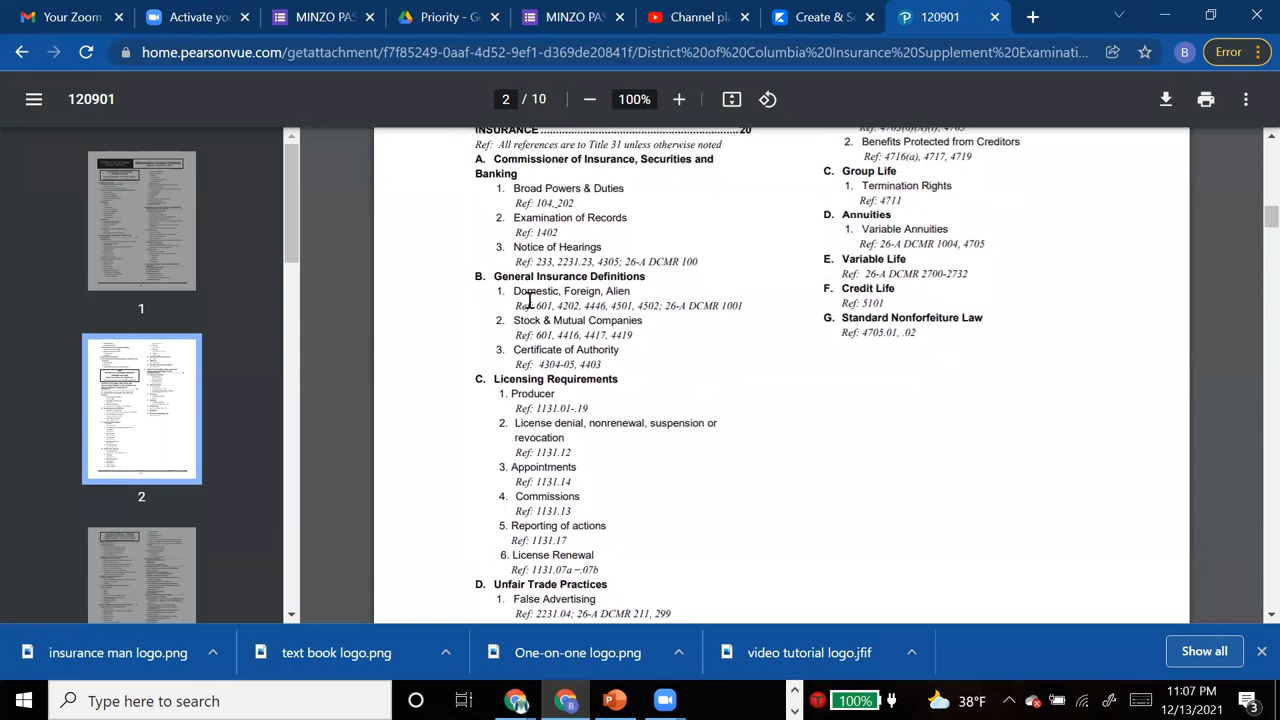 Your Zoom
Activate you
MINZO PAS
Priority - G
MINZO PAS
Channel pla
Create & Se
120901
home.pearsonvue.com/getattachment/f7f85249-0aaf-4d52-9ef1-d369de20841f/District%20of%20Columbia%20Insurance%20Supplement%20Examinati...
B
Error
120901
2 / 10
100%
1
2
INSURANCE ........................................................ 20
Ref: All references are to Title 31 unless otherwise noted
A. Commissioner of Insurance, Securities and
Banking
1. Broad Powers & Duties
Ref: 104, 202
2. Examination of Records
Ref: 1402
3. Notice of Hearings
Ref: 233, 2231.23, 4305; 26-A DCMR 100
B. General Insurance Definitions
1. Domestic, Foreign, Alien
Ref: 601, 4202, 4446, 4501, 4502; 26-A DCMR 1001
2. Stock & Mutual Companies
Ref: 601, 4416, 4417, 4419
3. Certificate of Authority
Ref: 4304-05, 4403
C. Licensing Requirements
1. Producer
Ref: 1131.01-.19
2. License denial, nonrenewal, suspension or
revocation
Ref: 1131.12
3. Appointments
Ref: 1131.14
4. Commissions
Ref: 1131.13
5. Reporting of actions
Ref: 1131.17
6. License Renewal
Ref: 1131.07a –.07b
D. Unfair Trade Practices
1. False Advertising
Ref: 2231.04; 26-A DCMR 211, 299
2. Benefits Protected from Creditors
Ref: 4716(a), 4717, 4719
C. Group Life
1. Termination Rights
Ref: 4711
D. Annuities
1. Variable Annuities
Ref: 26-A DCMR 1004, 4705
E. Variable Life
Ref: 26-A DCMR 2700-2732
F. Credit Life
Ref: 5101
G. Standard Nonforfeiture Law
Ref: 4705.01, .02
insurance man logo.png
text book logo.png
One-on-one logo.png
video tutorial logo.jfif
Show all
Type here to search
100%
38°F
11:07 PM
12/13/2021
3